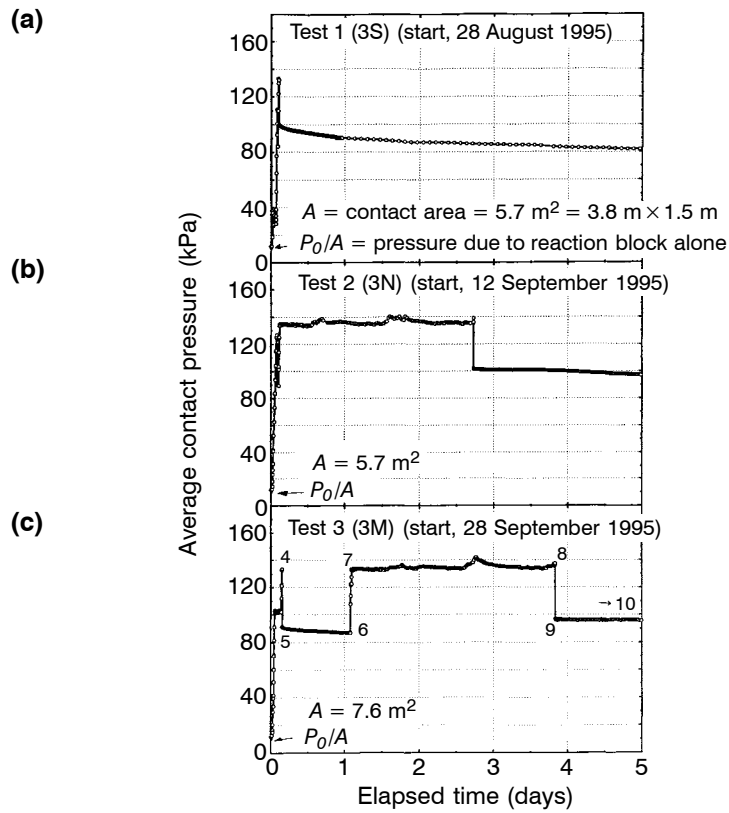 (a)
Test 1 (3S) (start, 28 August 1995)
160
120
80
40
0
A = contact area = 5.7 m² = 3.8 m × 1.5 m
P₀/A = pressure due to reaction block alone
(b)
Test 2 (3N) (start, 12 September 1995)
160
120
80
40
0
A = 5.7 m²
P₀/A
Average contact pressure (kPa)
(c)
Test 3 (3M) (start, 28 September 1995)
160
120
80
40
0
4
5
6
7
8
9
→10
A = 7.6 m²
P₀/A
0 1 2 3 4 5
Elapsed time (days)